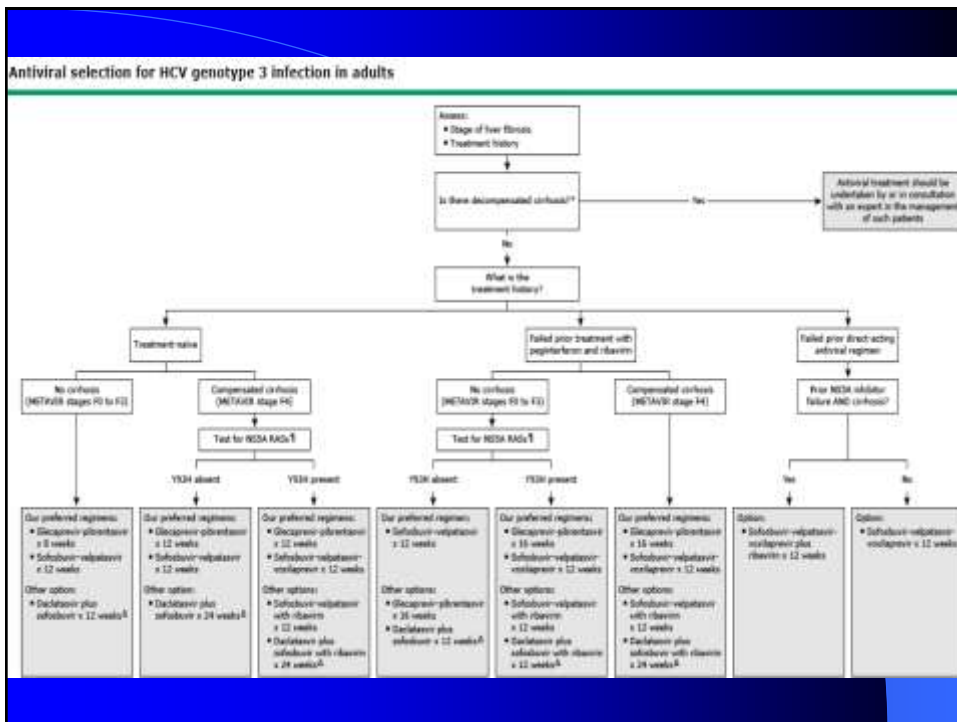 Antiviral selection for HCV genotype 3 infection in adults
Assess:
• Stage of liver fibrosis
• Treatment history
Is there decompensated cirrhosis?*
Yes
Antiviral treatment should be
undertaken by or in consultation
with an expert in the management
of such patients
No
What is the
treatment history?
Treatment-naive
Failed prior treatment with
peginterferon and ribavirin
Failed prior direct-acting
antiviral regimen
No cirrhosis
(METAVIR stages F0 to F3)
Compensated cirrhosis
(METAVIR stage F4)
No cirrhosis
(METAVIR stages F0 to F3)
Compensated cirrhosis
(METAVIR stage F4)
Prior NS5A inhibitor
failure AND cirrhosis?
Test for NS5A RASs¶
Test for NS5A RASs¶
Y93H absent
Y93H present
Y93H absent
Y93H present
Yes
No
Our preferred regimens:
• Glecaprevir-pibrentasvir
x 8 weeks
• Sofosbuvir-velpatasvir
x 12 weeks
Other option:
• Daclatasvir plus
sofosbuvir x 12 weeksΔ
Our preferred regimens:
• Glecaprevir-pibrentasvir
x 12 weeks
• Sofosbuvir-velpatasvir
x 12 weeks
Other option:
• Daclatasvir plus
sofosbuvir x 24 weeksΔ
Our preferred regimens:
• Glecaprevir-pibrentasvir
x 12 weeks
• Sofosbuvir-velpatasvir-
voxilaprevir x 12 weeks
Other options:
• Sofosbuvir-velpatasvir
with ribavirin
x 12 weeks
• Daclatasvir plus
sofosbuvir with ribavirin
x 24 weeksΔ
Our preferred regimen:
• Sofosbuvir-velpatasvir
x 12 weeks
Other options:
• Glecaprevir-pibrentasvir
x 16 weeks
• Daclatasvir plus
sofosbuvir x 12 weeksΔ
Our preferred regimens:
• Glecaprevir-pibrentasvir
x 16 weeks
• Sofosbuvir-velpatasvir-
voxilaprevir x 12 weeks
Other options:
• Sofosbuvir-velpatasvir
with ribavirin
x 12 weeks
• Daclatasvir plus
sofosbuvir with ribavirin
x 12 weeksΔ
Our preferred regimens:
• Glecaprevir-pibrentasvir
x 16 weeks
• Sofosbuvir-velpatasvir-
voxilaprevir x 12 weeks
Other options:
• Sofosbuvir-velpatasvir
with ribavirin
x 12 weeks
• Daclatasvir plus
sofosbuvir with ribavirin
x 24 weeksΔ
Option:
• Sofosbuvir-velpatasvir-
voxilaprevir plus
ribavirin x 12 weeks
Option:
• Sofosbuvir-velpatasvir-
voxilaprevir x 12 weeks